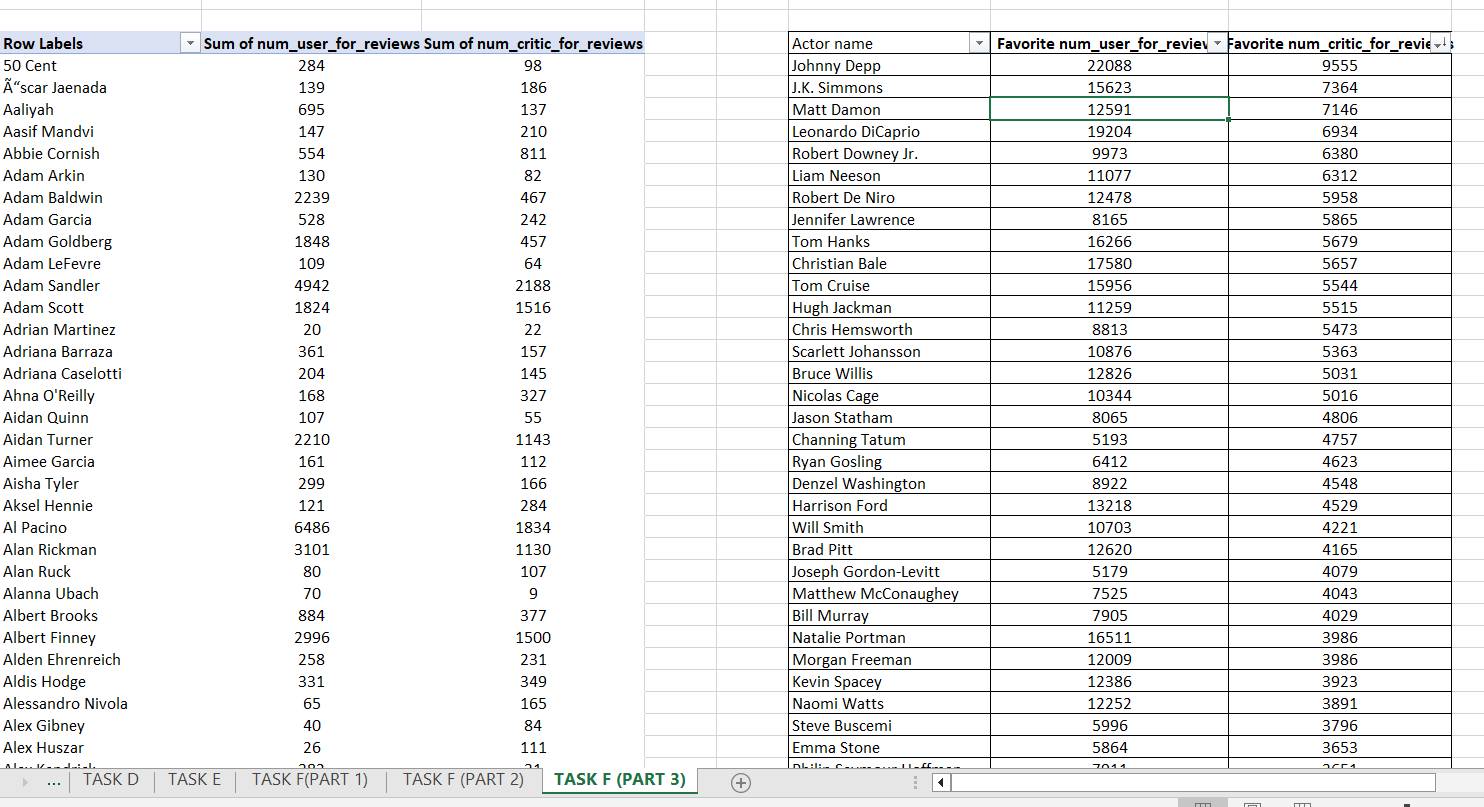 Row Labels Sum of num_user_for_reviews Sum of num_critic_for_reviews
50 Cent 284 98
Ã“scar Jaenada 139 186
Aaliyah 695 137
Aasif Mandvi 147 210
Abbie Cornish 554 811
Adam Arkin 130 82
Adam Baldwin 2239 467
Adam Garcia 528 242
Adam Goldberg 1848 457
Adam LeFevre 109 64
Adam Sandler 4942 2188
Adam Scott 1824 1516
Adrian Martinez 20 22
Adriana Barraza 361 157
Adriana Caselotti 204 145
Ahna O'Reilly 168 327
Aidan Quinn 107 55
Aidan Turner 2210 1143
Aimee Garcia 161 112
Aisha Tyler 299 166
Aksel Hennie 121 284
Al Pacino 6486 1834
Alan Rickman 3101 1130
Alan Ruck 80 107
Alanna Ubach 70 9
Albert Brooks 884 377
Albert Finney 2996 1500
Alden Ehrenreich 258 231
Aldis Hodge 331 349
Alessandro Nivola 65 165
Alex Gibney 40 84
Alex Huszar 26 111
Actor name Favorite num_user_for_review Favorite num_critic_for_revie
Johnny Depp 22088 9555
J.K. Simmons 15623 7364
Matt Damon 12591 7146
Leonardo DiCaprio 19204 6934
Robert Downey Jr. 9973 6380
Liam Neeson 11077 6312
Robert De Niro 12478 5958
Jennifer Lawrence 8165 5865
Tom Hanks 16266 5679
Christian Bale 17580 5657
Tom Cruise 15956 5544
Hugh Jackman 11259 5515
Chris Hemsworth 8813 5473
Scarlett Johansson 10876 5363
Bruce Willis 12826 5031
Nicolas Cage 10344 5016
Jason Statham 8065 4806
Channing Tatum 5193 4757
Ryan Gosling 6412 4623
Denzel Washington 8922 4548
Harrison Ford 13218 4529
Will Smith 10703 4221
Brad Pitt 12620 4165
Joseph Gordon-Levitt 5179 4079
Matthew McConaughey 7525 4043
Bill Murray 7905 4029
Natalie Portman 16511 3986
Morgan Freeman 12009 3986
Kevin Spacey 12386 3923
Naomi Watts 12252 3891
Steve Buscemi 5996 3796
Emma Stone 5864 3653
... TASK D TASK E TASK F(PART 1) TASK F (PART 2) TASK F (PART 3)